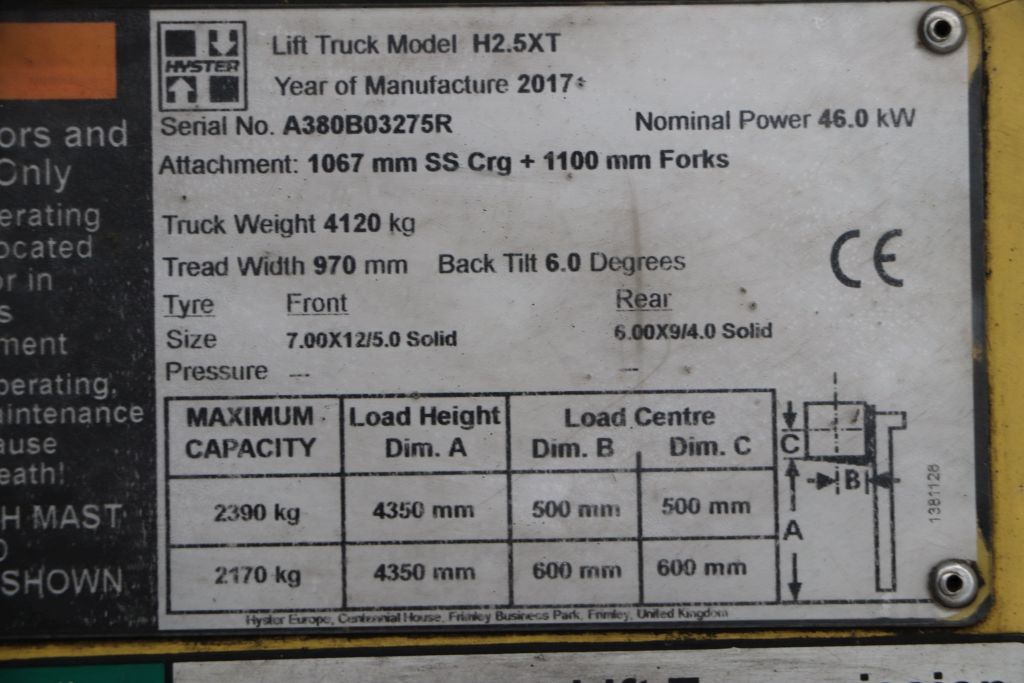 HYSTER
Lift Truck Model H2.5XT
Year of Manufacture 2017
Serial No. A380B03275R Nominal Power 46.0 kW
Attachment: 1067 mm SS Crg + 1100 mm Forks
Truck Weight 4120 kg
Tread Width 970 mm Back Tilt 6.0 Degrees
CE
Tyre Front Rear
Size 7.00X12/5.0 Solid 6.00X9/4.0 Solid
Pressure --- ---
MAXIMUM CAPACITY Load Height Dim. A Load Centre Dim. B Dim. C
2390 kg 4350 mm 500 mm 500 mm
2170 kg 4350 mm 600 mm 600 mm
C
B
A
1381128
Hyster Europe, Centennial House, Frimley Business Park, Frimley, United Kingdom
ors and
Only
erating
ocated
or in
s
ment
perating,
aintenance
ause
eath!
H MAST
SHOWN